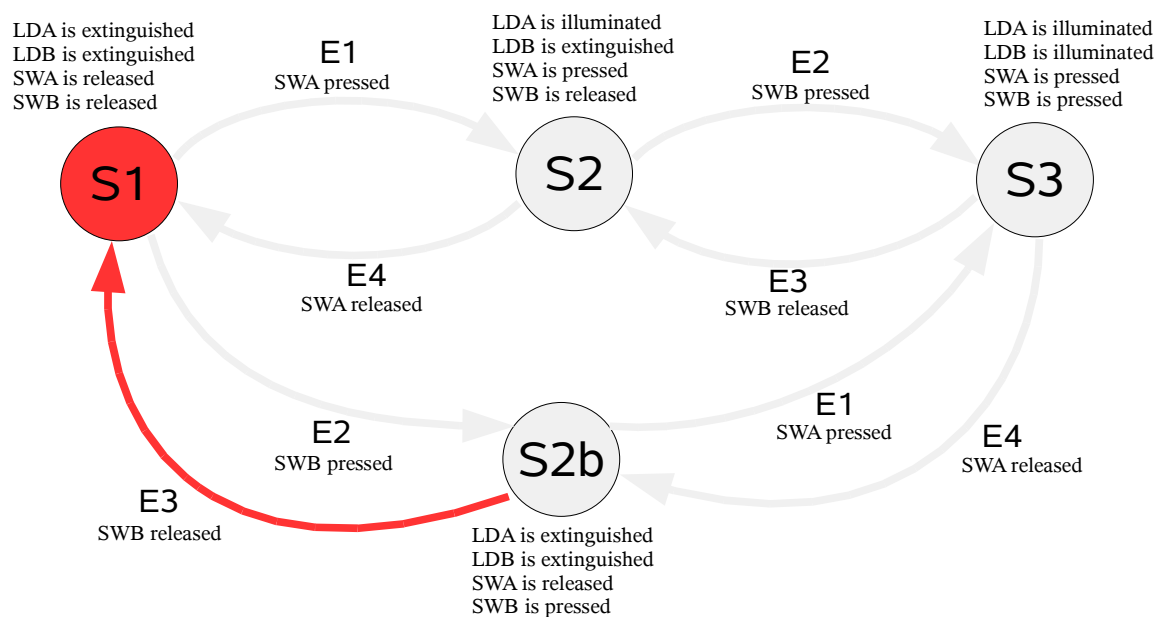 LDA is extinguished
LDB is extinguished
SWA is released
SWB is released
E1
SWA pressed
LDA is illuminated
LDB is extinguished
SWA is pressed
SWB is released
E2
SWB pressed
LDA is illuminated
LDB is illuminated
SWA is pressed
SWB is pressed
S1
S2
S3
E4
SWA released
E3
SWB released
E2
SWB pressed
E1
SWA pressed
E4
SWA released
S2b
E3
SWB released
LDA is extinguished
LDB is extinguished
SWA is released
SWB is pressed